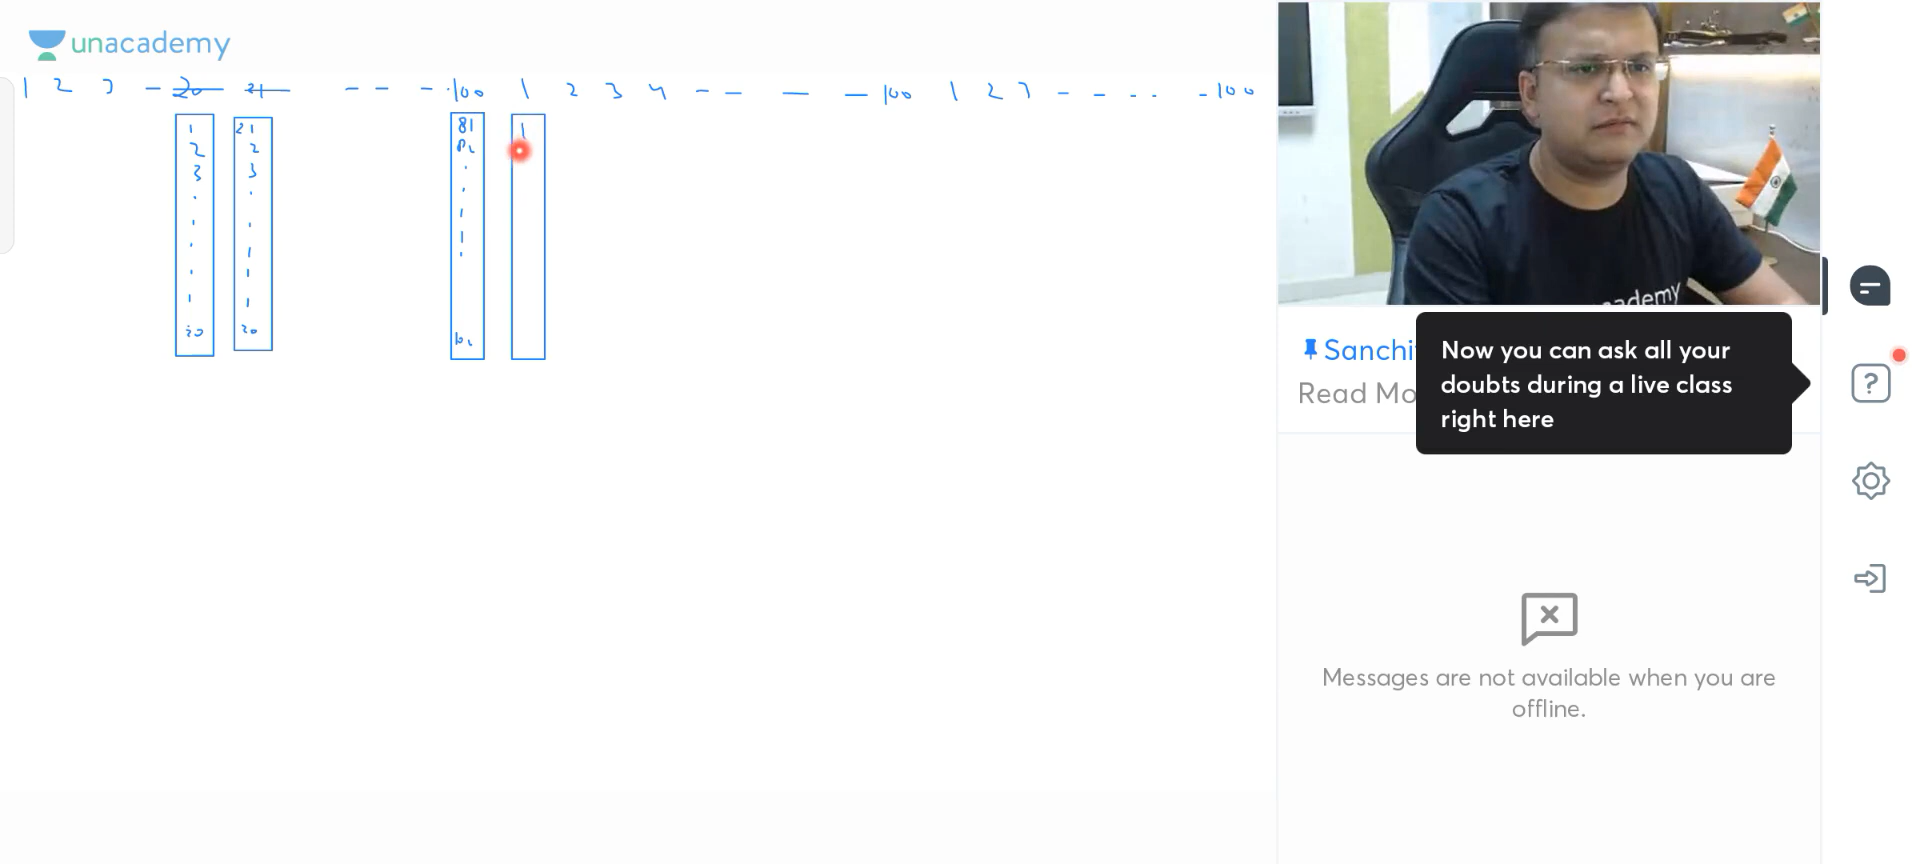 unacademy
1 2 3 - 20 21 - - - 100 1 2 3 4 - - - - 100 1 2 3 - - - - - 100
1 21 81 1
2 2
3 3
20 20
ademy
Sanchi
Read Mo
Now you can ask all your
doubts during a live class
right here
?
Messages are not available when you are
offline.